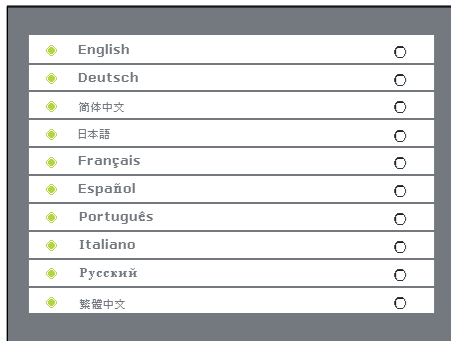 English
Deutsch
简体中文
日本語
Français
Español
Português
Italiano
Русский
繁體中文